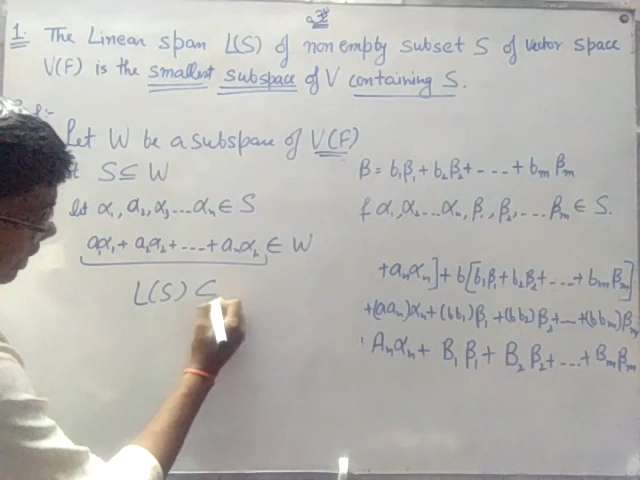 1. The Linear span L(S) of non empty subset S of vector space
V(F) is the smallest subspace of V containing S.
Let W be a subspace of V(F)
S ⊆ W
let α₁, α₂, α₃ .... αₙ ∈ S
a₁α₁ + a₂α₂ + .... + aₙαₙ ∈ W
L(S) ⊂
β = b₁β₁ + b₂β₂ + .... + bₘβₘ
f α₁, α₂ ... αₙ, β₁, β₂, .... βₘ ∈ S.
+ aₙαₙ] + b[b₁β₁ + b₂β₂ + .... + bₘβₘ]
+ (aaₙ)αₙ + (bb₁)β₁ + (bb₂)β₂ + ... + (bbₘ)βₘ
Aₙαₙ + B₁β₁ + B₂β₂ + ... + Bₘβₘ